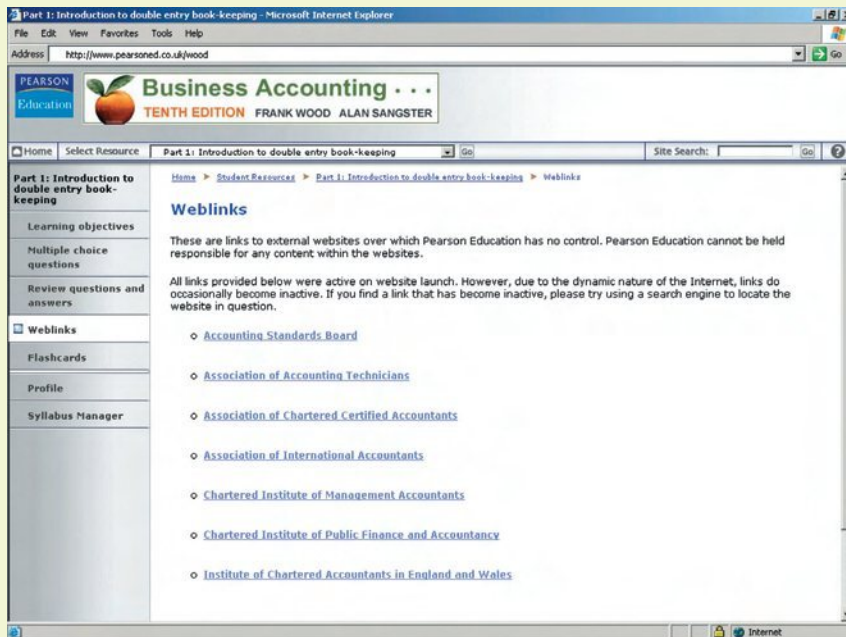 Part 1: Introduction to double entry book-keeping - Microsoft Internet Explorer
File Edit View Favorites Tools Help
Address http://www.pearsoned.co.uk/wood Go
PEARSON
Education
Business Accounting . . .
TENTH EDITION FRANK WOOD ALAN SANGSTER
Home Select Resource Part 1: Introduction to double entry book-keeping Go Site Search: Go ?
Part 1: Introduction to
double entry book-
keeping
Learning objectives
Multiple choice
questions
Review questions and
answers
Weblinks
Flashcards
Profile
Syllabus Manager
Home Student Resources Part 1: Introduction to double entry book-keeping Weblinks
Weblinks
These are links to external websites over which Pearson Education has no control. Pearson Education cannot be held
responsible for any content within the websites.
All links provided below were active on website launch. However, due to the dynamic nature of the Internet, links do
occasionally become inactive. If you find a link that has become inactive, please try using a search engine to locate the
website in question.
Accounting Standards Board
Association of Accounting Technicians
Association of Chartered Certified Accountants
Association of International Accountants
Chartered Institute of Management Accountants
Chartered Institute of Public Finance and Accountancy
Institute of Chartered Accountants in England and Wales
Internet